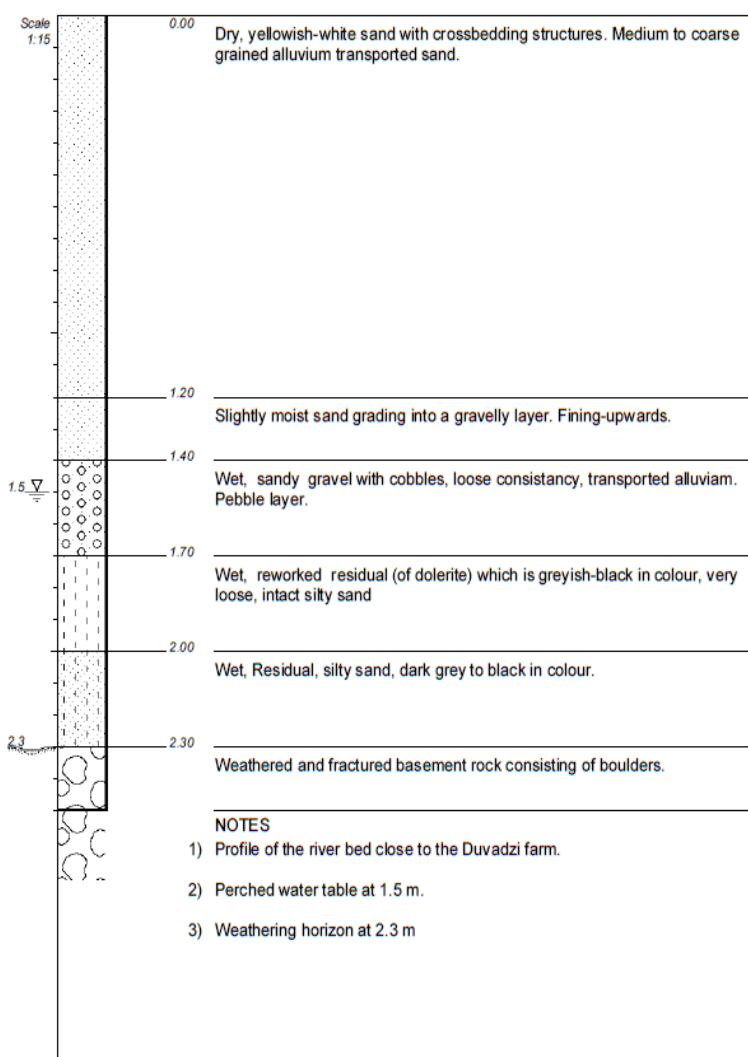 Scale
1:15
0.00
Dry, yellowish-white sand with crossbedding structures. Medium to coarse
grained alluvium transported sand.
1.20
Slightly moist sand grading into a gravelly layer. Fining-upwards.
1.40
1.5
Wet, sandy gravel with cobbles, loose consistancy, transported alluviam.
Pebble layer.
1.70
Wet, reworked residual (of dolerite) which is greyish-black in colour, very
loose, intact silty sand
2.00
Wet, Residual, silty sand, dark grey to black in colour.
2.3
2.30
Weathered and fractured basement rock consisting of boulders.
NOTES
1) Profile of the river bed close to the Duvadzi farm.
2) Perched water table at 1.5 m.
3) Weathering horizon at 2.3 m